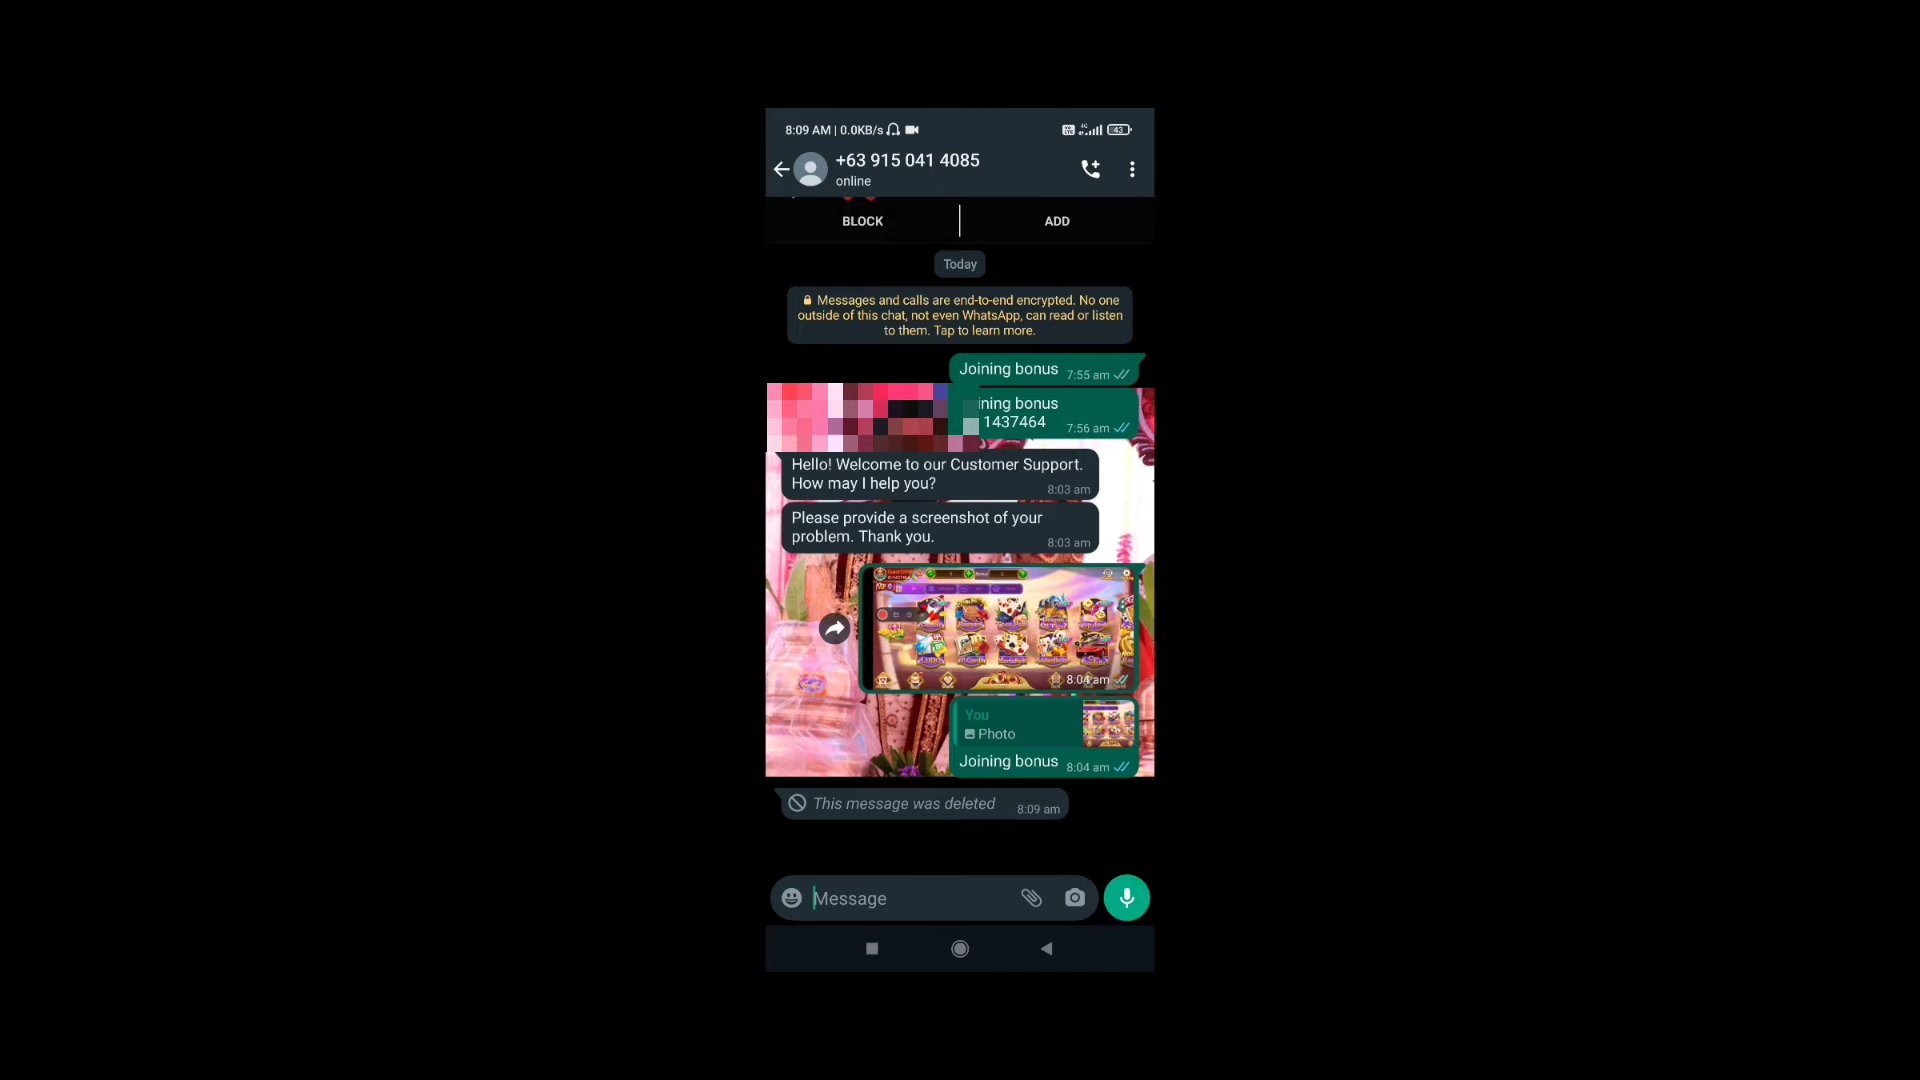 8:09 AM | 0.0KB/s
43
+63 915 041 4085
online
BLOCK
ADD
Today
Messages and calls are end-to-end encrypted. No one
outside of this chat, not even WhatsApp, can read or listen
to them. Tap to learn more.
Joining bonus
7:55 am
ining bonus
1437464
7:56 am
Hello! Welcome to our Customer Support.
How may I help you?
8:03 am
Please provide a screenshot of your
problem. Thank you.
8:03 am
8:04 am
You
Photo
Joining bonus
8:04 am
This message was deleted
8:09 am
Message